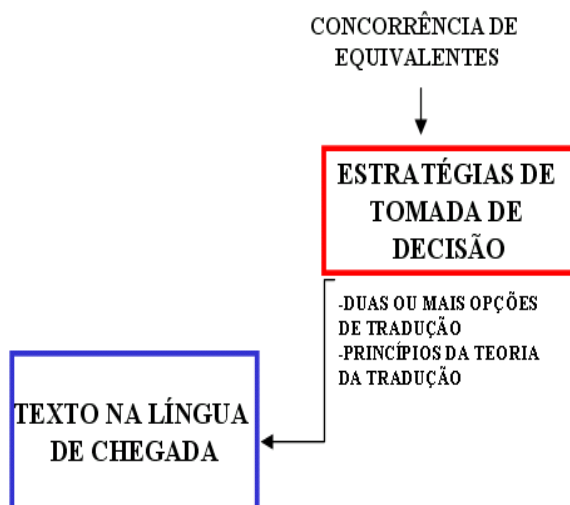 CONCORRÊNCIA DE
EQUIVALENTES
ESTRATÉGIAS DE
TOMADA DE
DECISÃO
-DUAS OU MAIS OPÇÕES
DE TRADUÇÃO
-PRINCÍPIOS DA TEORIA
DA TRADUÇÃO
TEXTO NA LÍNGUA
DE CHEGADA